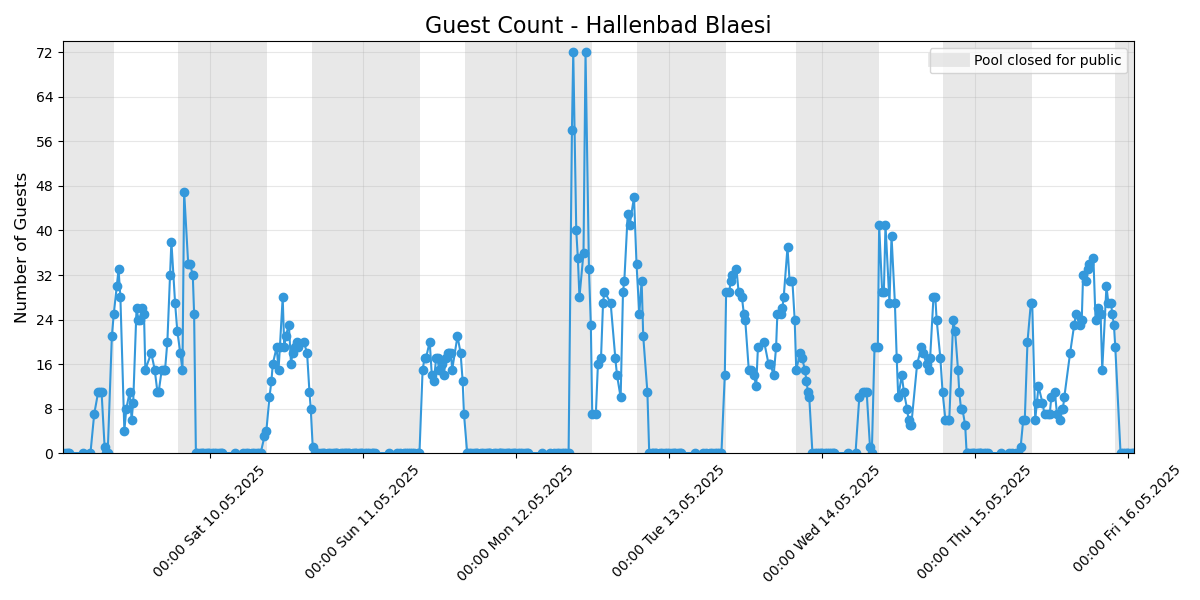 Guest Count - Hallenbad Blaesi
Pool closed for public
Number of Guests
72
64
56
48
40
32
24
16
8
0
00:00 Sat 10.05.2025
00:00 Sun 11.05.2025
00:00 Mon 12.05.2025
00:00 Tue 13.05.2025
00:00 Wed 14.05.2025
00:00 Thu 15.05.2025
00:00 Fri 16.05.2025